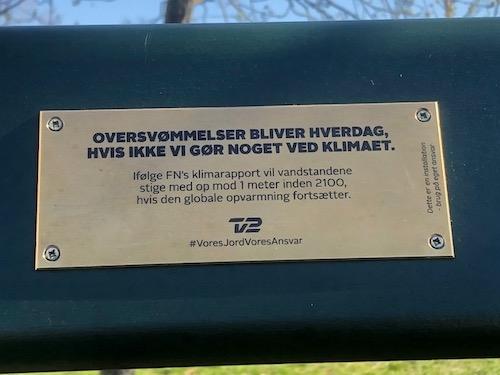 OVERSVØMMELSER BLIVER HVERDAG,
HVIS IKKE VI GØR NOGET VED KLIMAET.
Ifølge FN's klimarapport vil vandstandene
stige med op mod 1 meter inden 2100,
hvis den globale opvarmning fortsætter.
TV2
#VoresJordVoresAnsvar
Dette er en installation
- brug på eget ansvar